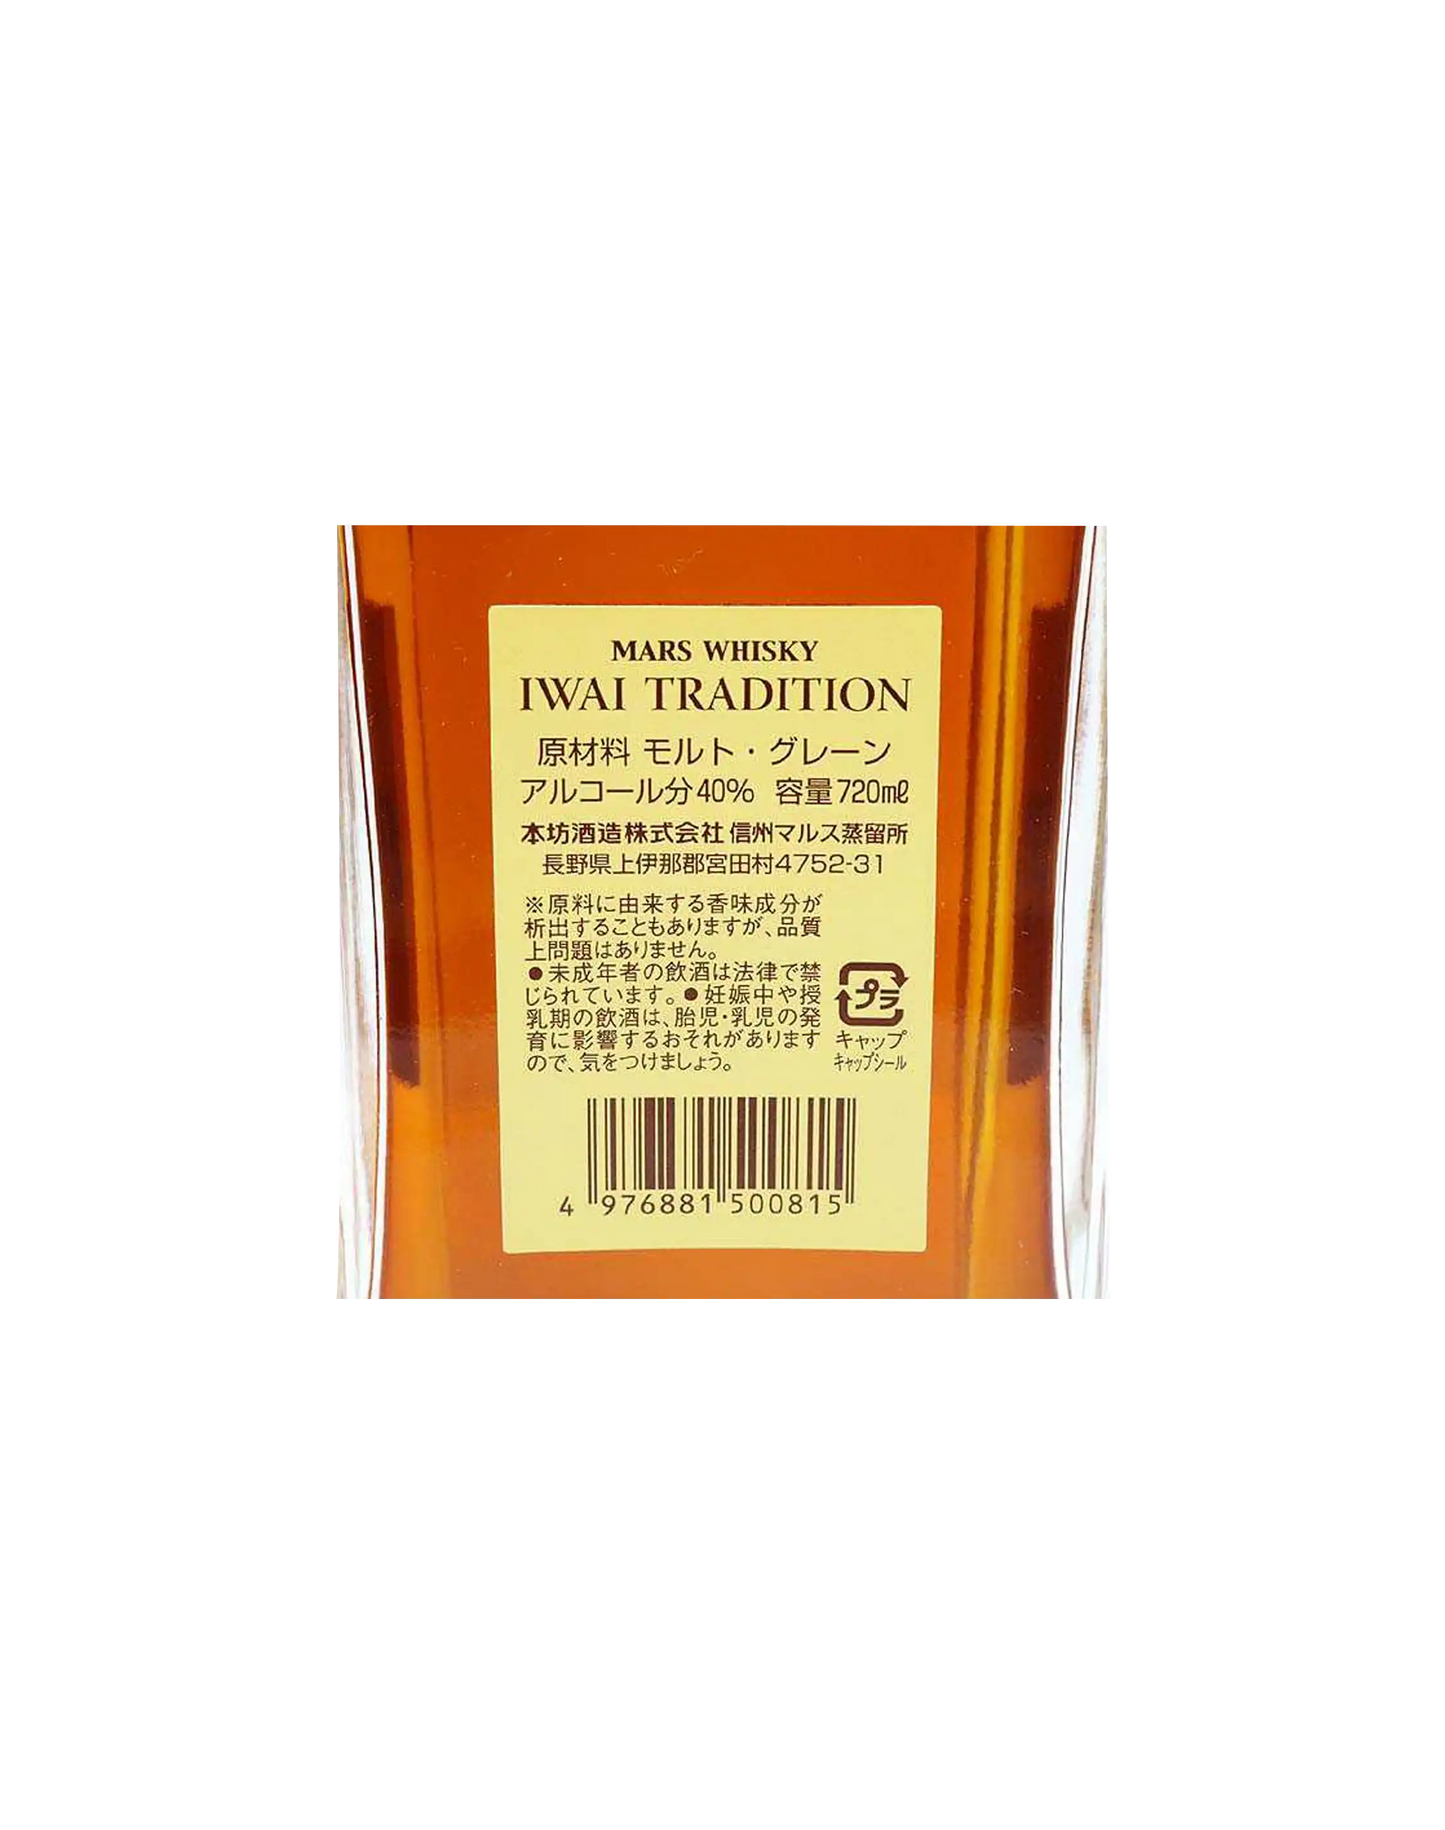 MARS WHISKY
IWAI TRADITION
原材料 モルト・グレーン
アルコール分40% 容量720mℓ
本坊酒造株式会社 信州マルス蒸留所
長野県上伊那郡宮田村4752-31
※原料に由来する香味成分が
析出することもありますが、品質
上問題はありません。
●未成年者の飲酒は法律で禁
じられています。●妊娠中や授
乳期の飲酒は、胎児・乳児の発
育に影響するおそれがあります
ので、気をつけましょう。
プラ
キャップ
キャップシール
4 976881 500815